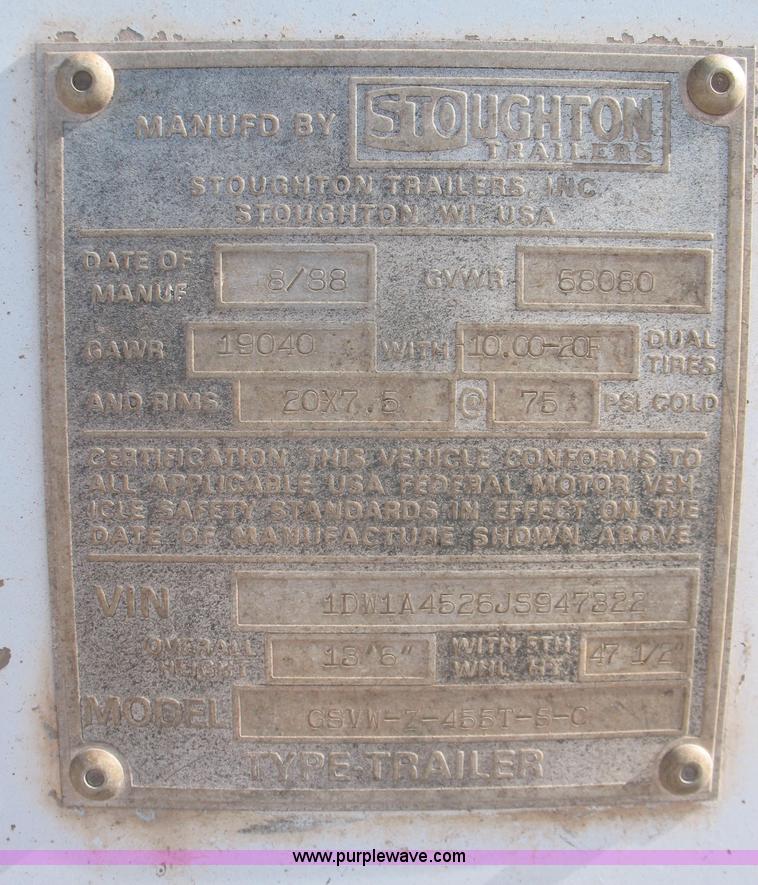 MANUFD BY STOUGHTON
TRAILERS
STOUGHTON TRAILERS, INC
STOUGHTON, WI. USA
DATE OF MANUF 8/88 GVWR 68080
GAWR 19040 WITH 10.00-20F DUAL TIRES
AND RIMS 20X7.5 @ 75 PSI COLD
CERTIFICATION THIS VEHICLE CONFORMS TO
ALL APPLICABLE USA FEDERAL MOTOR VEH-
ICLE SAFETY STANDARDS IN EFFECT ON THE
DATE OF MANUFACTURE SHOWN ABOVE
VIN 1DW1A4526JS947322
OVERALL HEIGHT 13'6" WITH 5TH WHL HT. 47 1/2"
MODEL GSVW-Z-455T-S-C
TYPE-TRAILER
www.purplewave.com